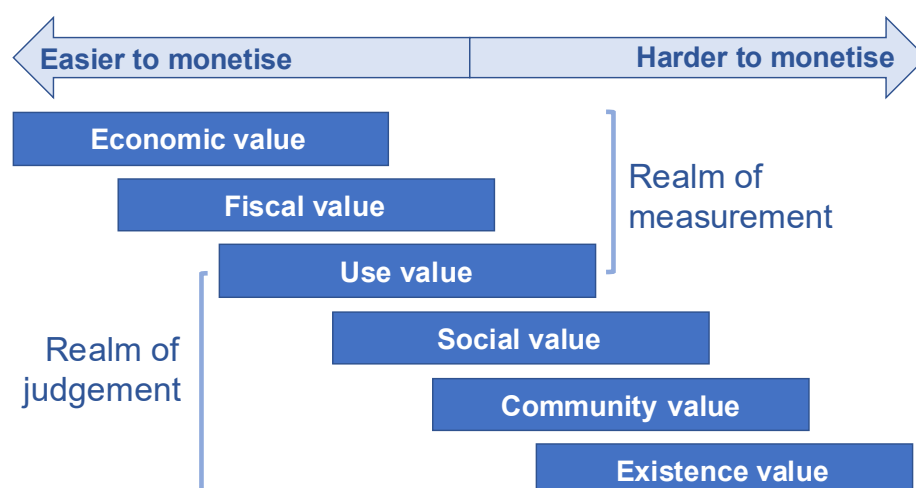 Easier to monetise
Harder to monetise
Economic value
Fiscal value
Realm of
measurement
Use value
Social value
Realm of
judgement
Community value
Existence value